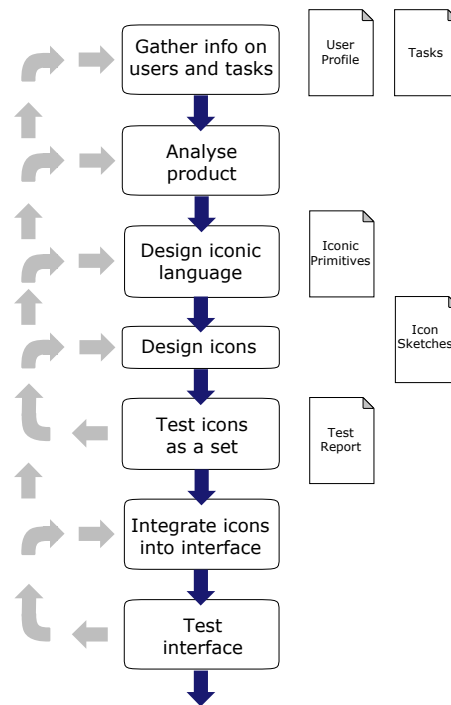 Gather info on
users and tasks
User
Profile
Tasks
Analyse
product
Design iconic
language
Iconic
Primitives
Design icons
Icon
Sketches
Test icons
as a set
Test
Report
Integrate icons
into interface
Test
interface